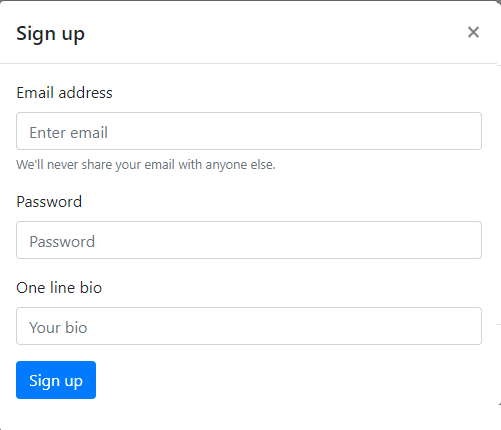 Sign up ×
Email address
Enter email
We'll never share your email with anyone else.
Password
Password
One line bio
Your bio
Sign up